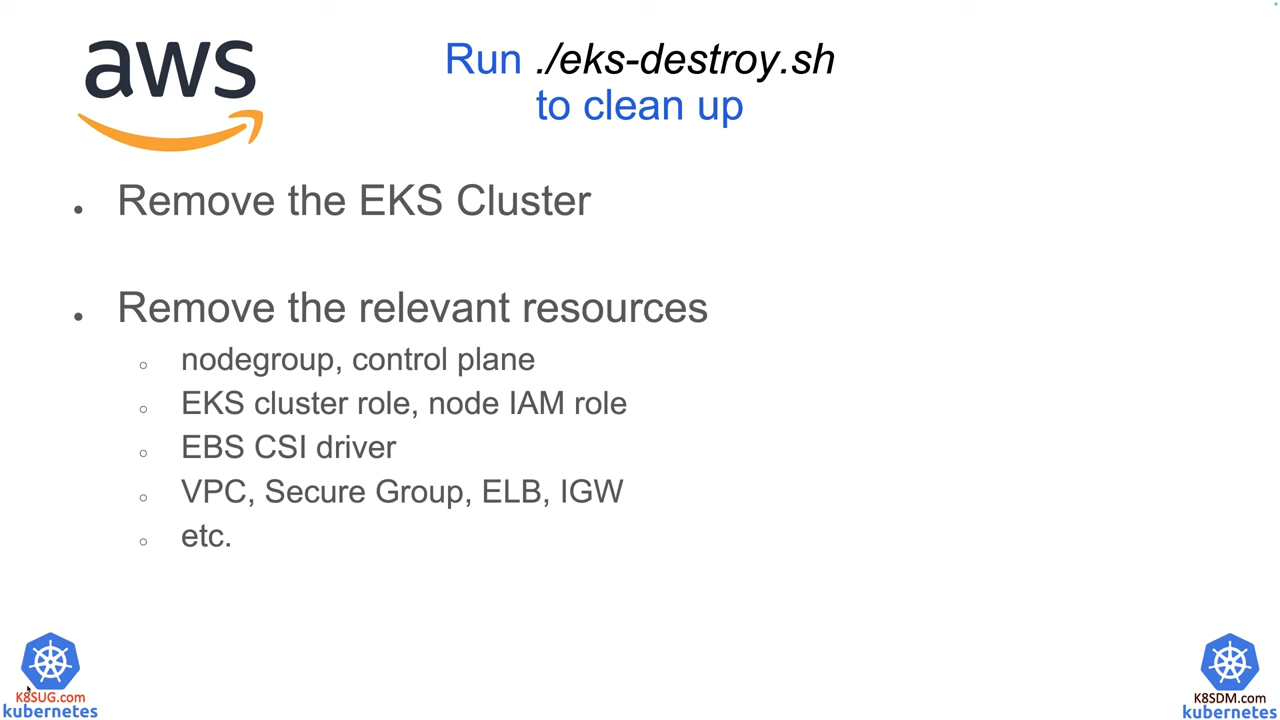 aws
Run ./eks-destroy.sh
to clean up
Remove the EKS Cluster
Remove the relevant resources
nodegroup, control plane
EKS cluster role, node IAM role
EBS CSI driver
VPC, Secure Group, ELB, IGW
etc.
K8SUG.com
kubernetes
K8SDM.com
kubernetes